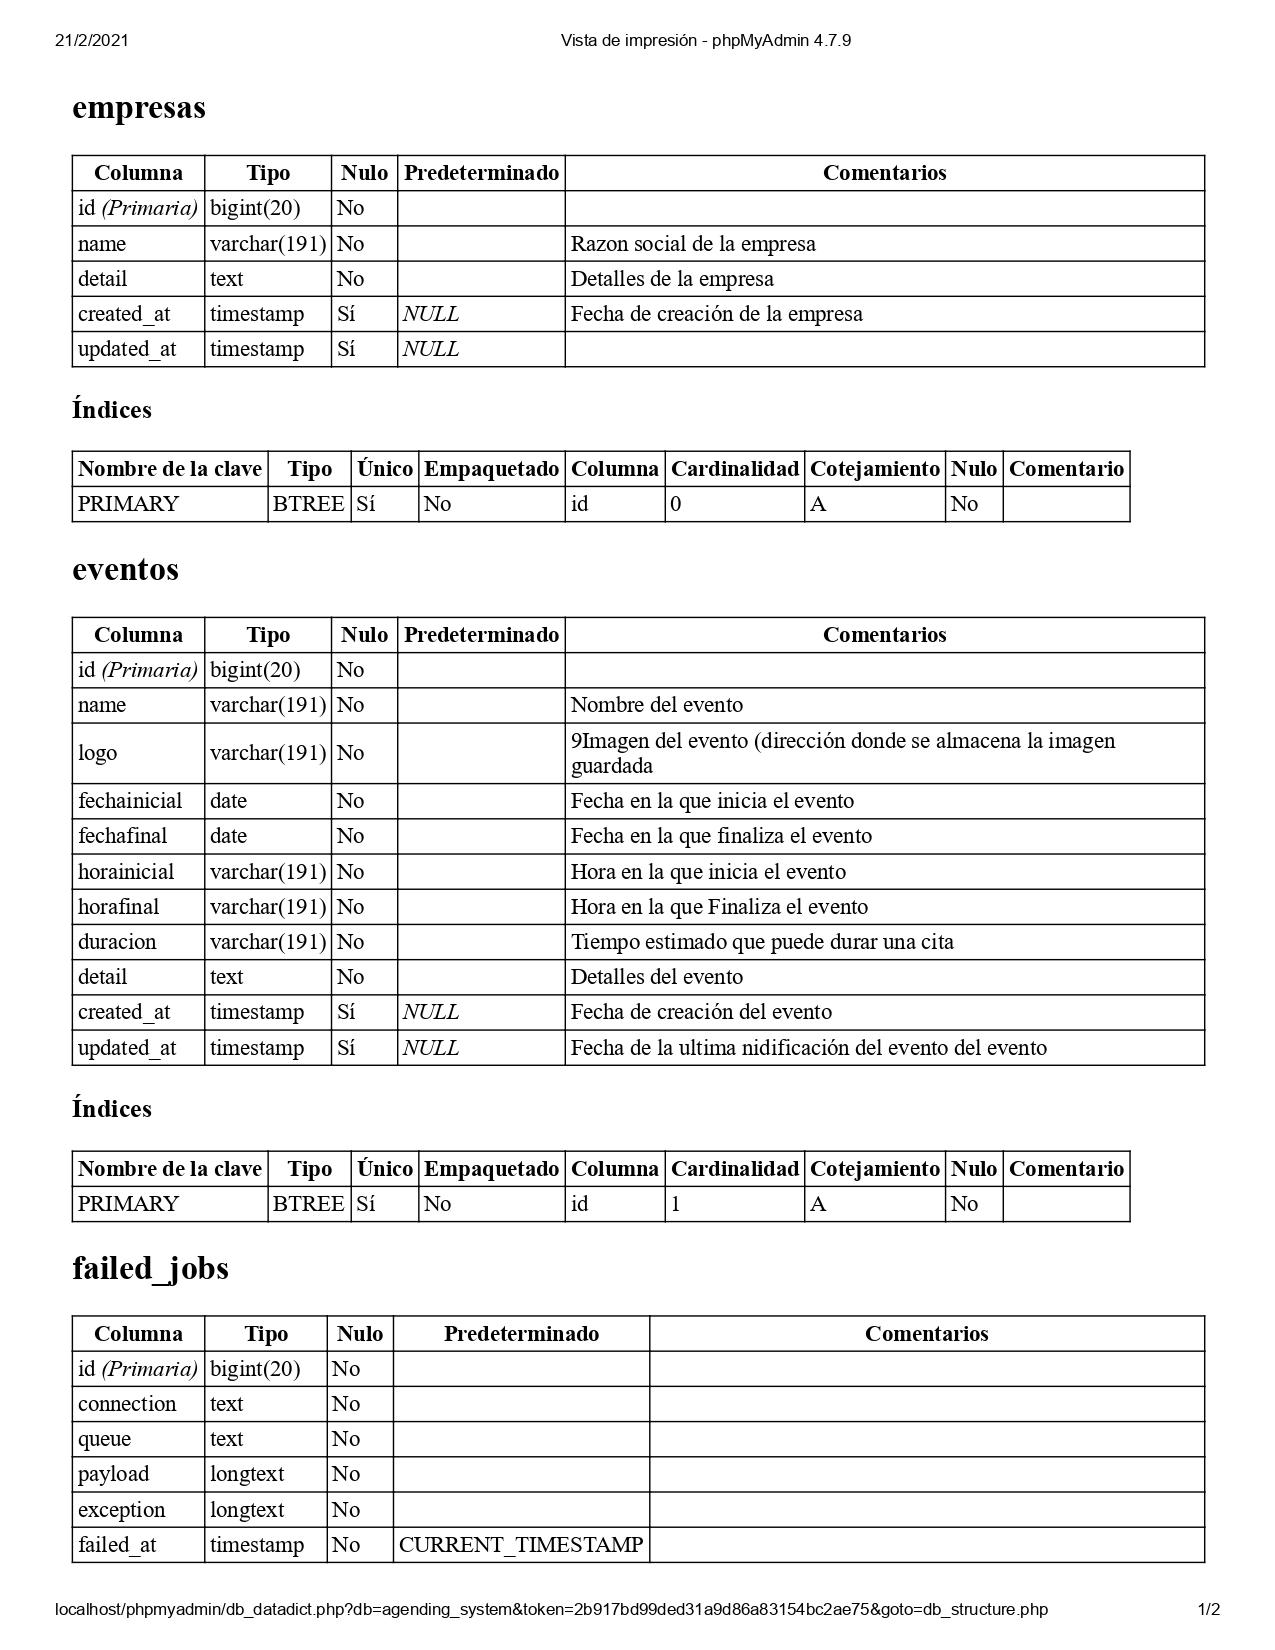 21/2/2021 Vista de impresión - phpMyAdmin 4.7.9
empresas
Columna Tipo Nulo Predeterminado Comentarios
id (Primaria) bigint(20) No
name varchar(191) No Razon social de la empresa
detail text No Detalles de la empresa
created_at timestamp Sí NULL Fecha de creación de la empresa
updated_at timestamp Sí NULL
Índices
Nombre de la clave Tipo Único Empaquetado Columna Cardinalidad Cotejamiento Nulo Comentario
PRIMARY BTREE Sí No id 0 A No
eventos
Columna Tipo Nulo Predeterminado Comentarios
id (Primaria) bigint(20) No
name varchar(191) No Nombre del evento
logo varchar(191) No 9Imagen del evento (dirección donde se almacena la imagen
guardada
fechainicial date No Fecha en la que inicia el evento
fechafinal date No Fecha en la que finaliza el evento
horainicial varchar(191) No Hora en la que inicia el evento
horafinal varchar(191) No Hora en la que Finaliza el evento
duracion varchar(191) No Tiempo estimado que puede durar una cita
detail text No Detalles del evento
created_at timestamp Sí NULL Fecha de creación del evento
updated_at timestamp Sí NULL Fecha de la ultima nidificación del evento del evento
Índices
Nombre de la clave Tipo Único Empaquetado Columna Cardinalidad Cotejamiento Nulo Comentario
PRIMARY BTREE Sí No id 1 A No
failed_jobs
Columna Tipo Nulo Predeterminado Comentarios
id (Primaria) bigint(20) No
connection text No
queue text No
payload longtext No
exception longtext No
failed_at timestamp No CURRENT_TIMESTAMP
localhost/phpmyadmin/db_datadict.php?db=agending_system&token=2b917bd99ded31a9d86a83154bc2ae75&goto=db_structure.php 1/2